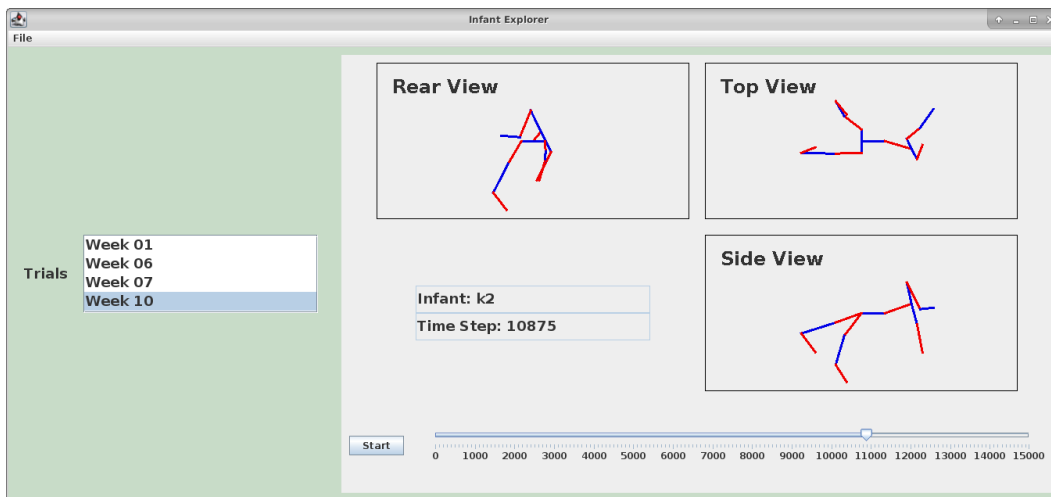 Infant Explorer
File
Rear View
Top View
Side View
Trials
Week 01
Week 06
Week 07
Week 10
Infant: k2
Time Step: 10875
Start
0 1000 2000 3000 4000 5000 6000 7000 8000 9000 10000 11000 12000 13000 14000 15000